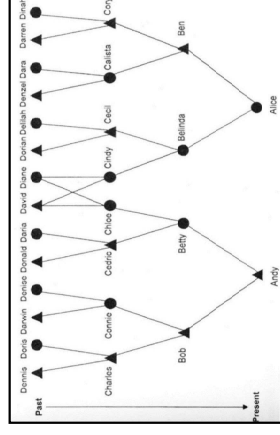 Past
Dennis Doris Darwin Denise Donald Daria David Diane Dorian Delilah Denzel Dara Darren Dinah
Charles Connie Cedric Chloe Cindy Cecil Calista
Bob Betty Belinda Ben
Present
Andy Alice